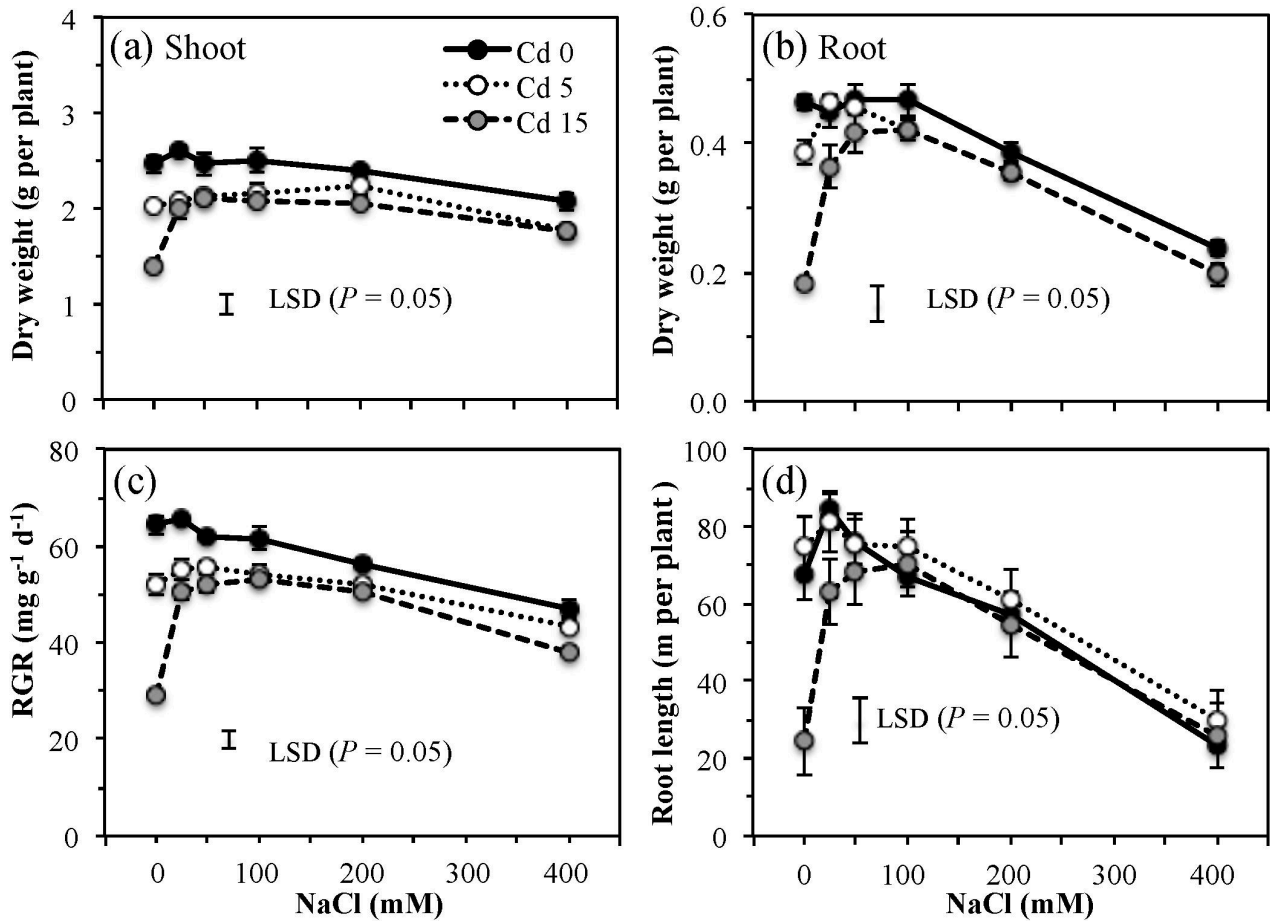 (a) Shoot
Cd 0
Cd 5
Cd 15
LSD (P = 0.05)
Dry weight (g per plant)
4
3
2
1
0
(b) Root
LSD (P = 0.05)
Dry weight (g per plant)
0.6
0.4
0.2
0.0
(c)
LSD (P = 0.05)
RGR (mg g-1 d-1)
80
60
40
20
0
0 100 200 300 400
NaCl (mM)
(d)
LSD (P = 0.05)
Root length (m per plant )
100
80
60
40
20
0
0 100 200 300 400
NaCl (mM)